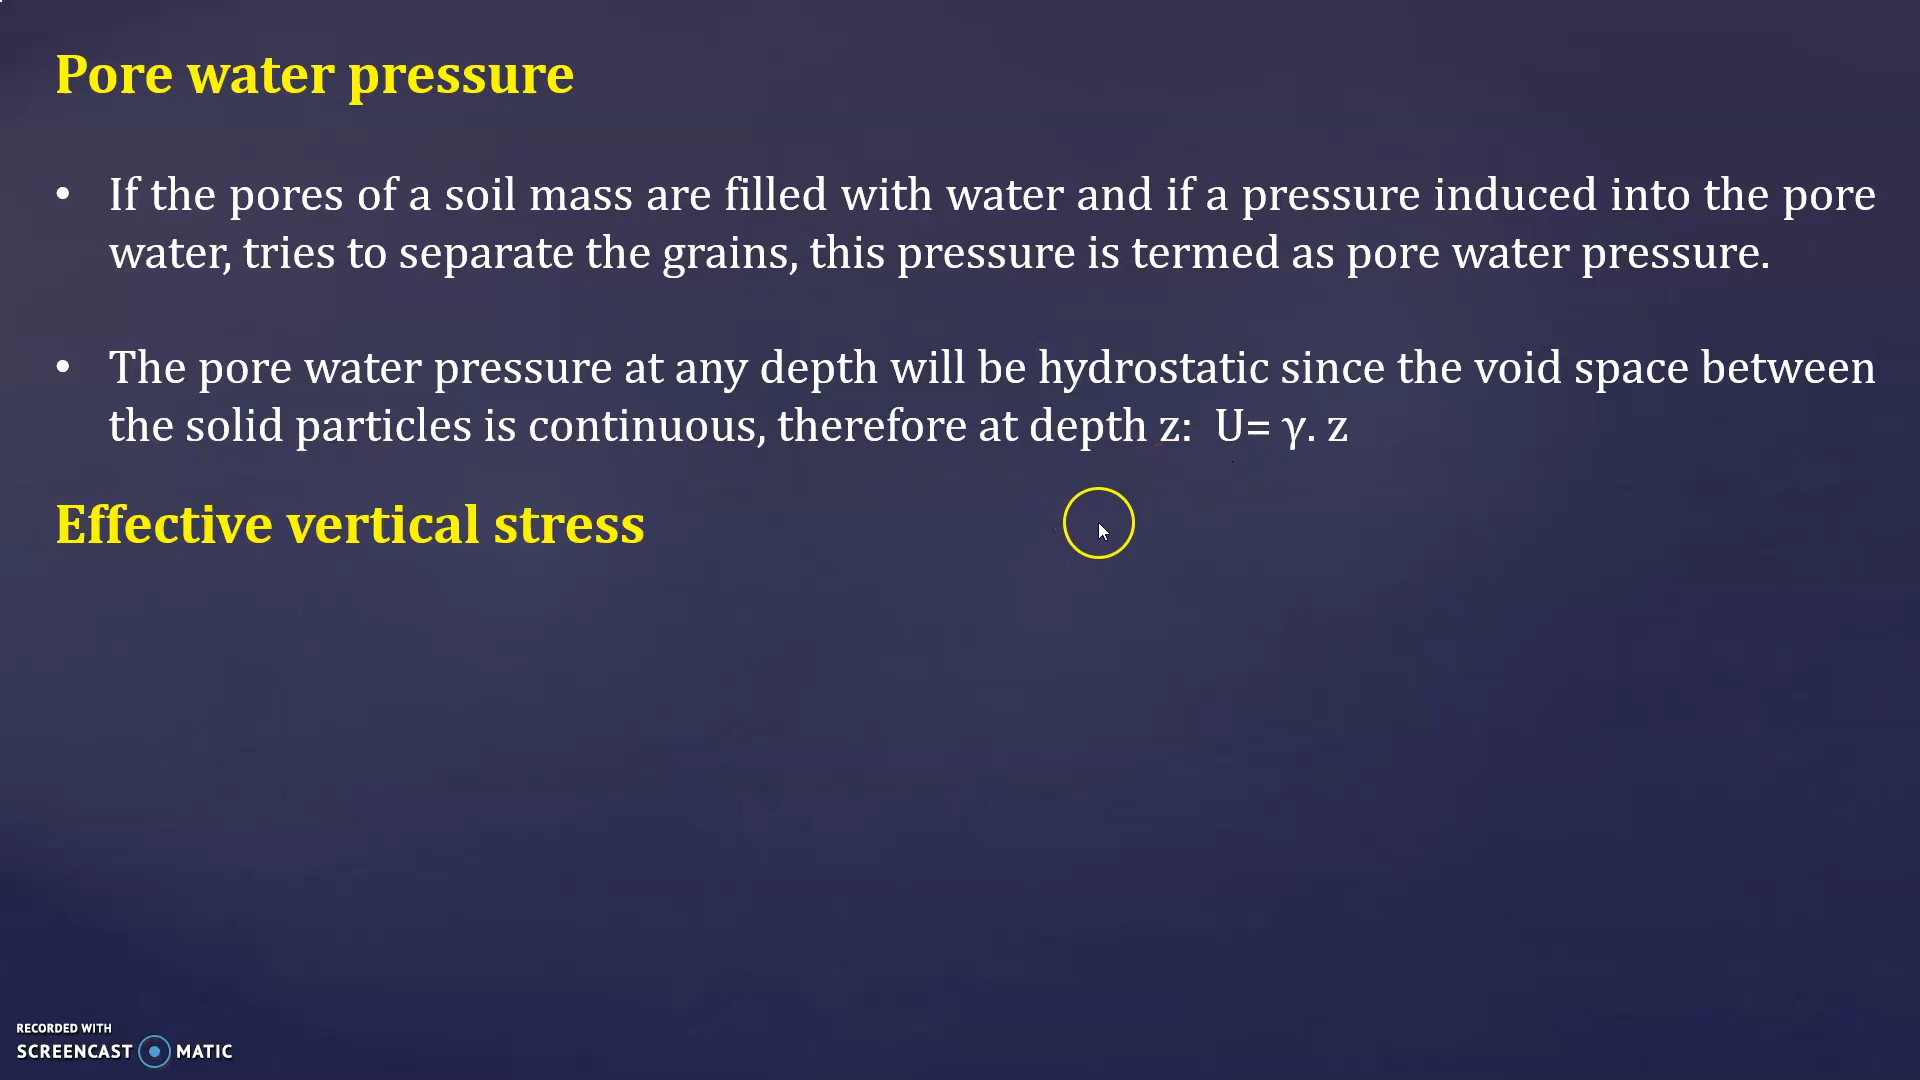 Pore water pressure
• If the pores of a soil mass are filled with water and if a pressure induced into the pore
water, tries to separate the grains, this pressure is termed as pore water pressure.
• The pore water pressure at any depth will be hydrostatic since the void space between
the solid particles is continuous, therefore at depth z: U= γ. z
Effective vertical stress
RECORDED WITH
SCREENCAST MATIC